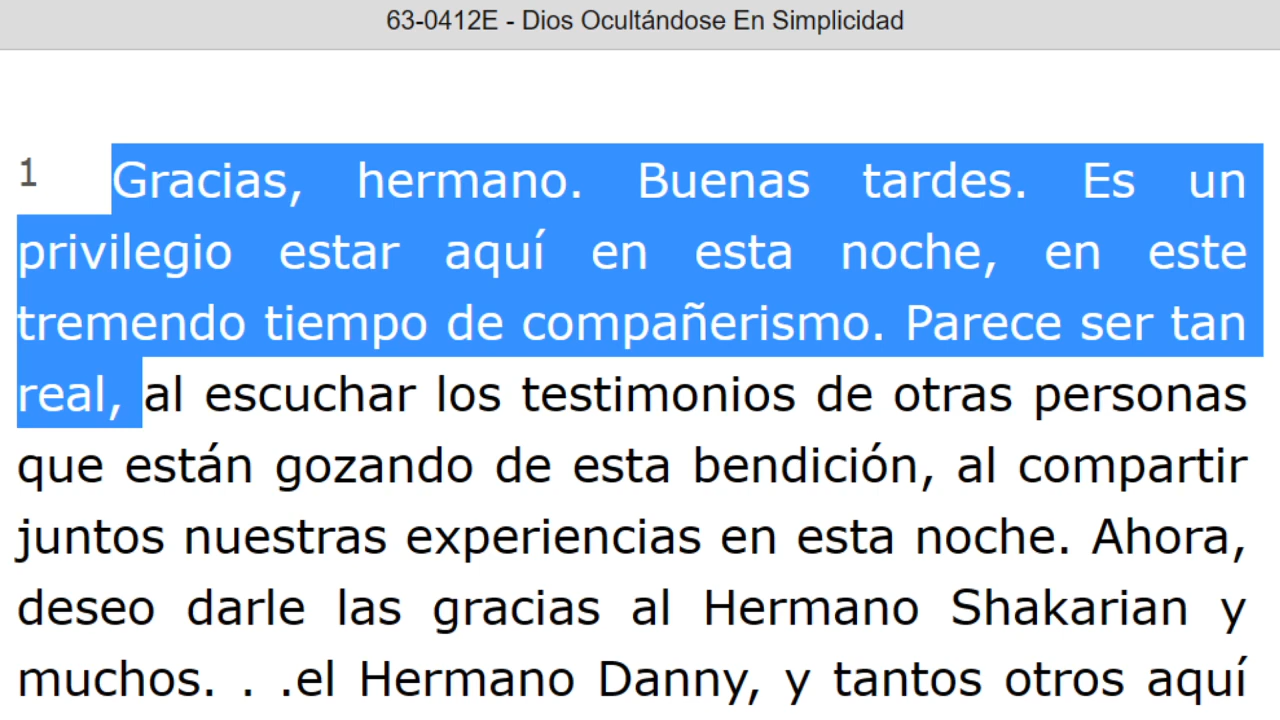 63-0412E - Dios Ocultándose En Simplicidad
1 Gracias, hermano. Buenas tardes. Es un
privilegio estar aquí en esta noche, en este
tremendo tiempo de compañerismo. Parece ser tan
real, al escuchar los testimonios de otras personas
que están gozando de esta bendición, al compartir
juntos nuestras experiencias en esta noche. Ahora,
deseo darle las gracias al Hermano Shakarian y
muchos. . .el Hermano Danny, y tantos otros aquí